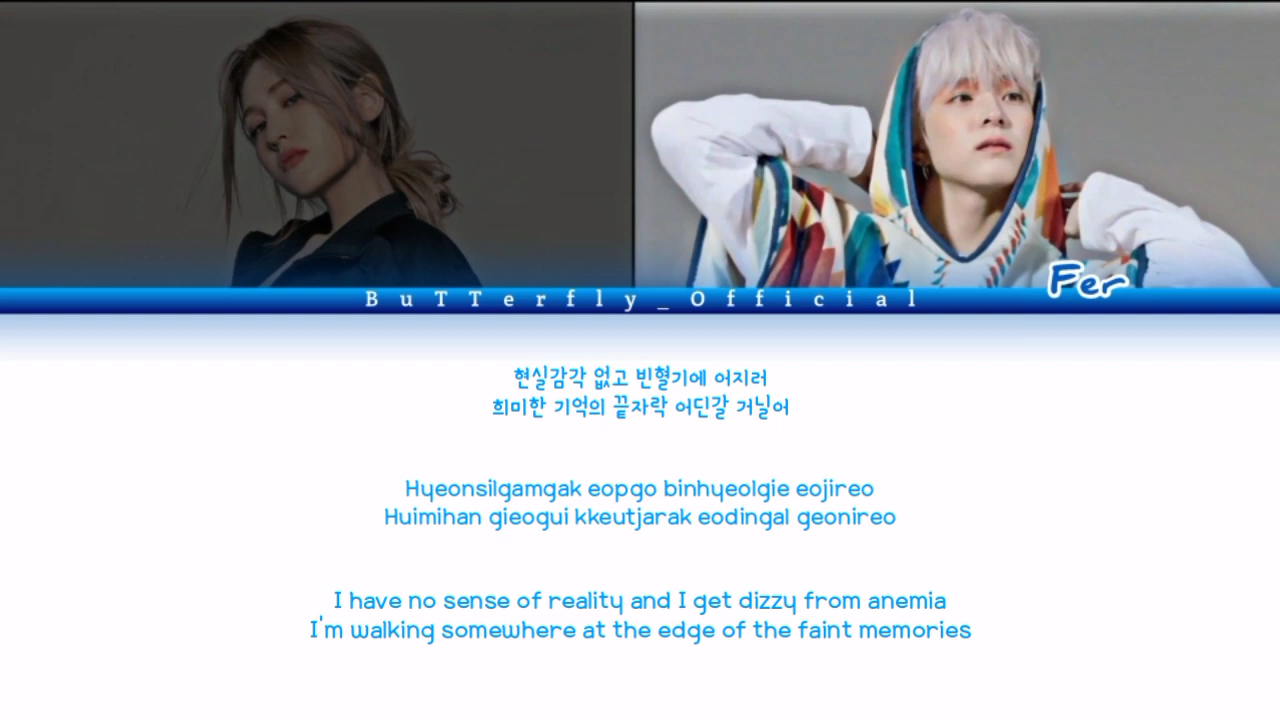 Fer
BuTTerfly_Official
현실감각 없고 빈혈기에 어지러
희미한 기억의 끝자락 어딘갈 거닐어
Hyeonsilgamgak eopgo binhyeolgie eojireo
Huimihan gieogui kkeutjarak eodingal geonireo
I have no sense of reality and I get dizzy from anemia
I'm walking somewhere at the edge of the faint memories